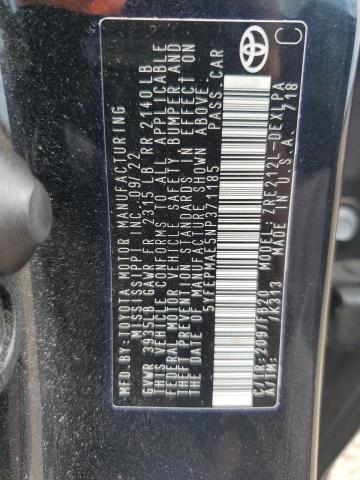 MFD.BY: TOYOTA MOTOR MANUFACTURING
MISSISSIPPI, INC. 09/22
GVWR 3935LB GAWR FR 2315LB RR 2140LB
THIS VEHICLE CONFORMS TO ALL APPLICABLE
FEDERAL MOTOR VEHICLE SAFETY, BUMPER AND
THEFT PREVENTION STANDARDS IN EFFECT ON
THE DATE OF MANUFACTURE SHOWN ABOVE.
5YFEPMAE5NP371185 PASS.CAR
C/TR: 209/FB20 ZRE212L-DEXLPA
A/TM: /K313 MADE IN U.S.A. 718
C